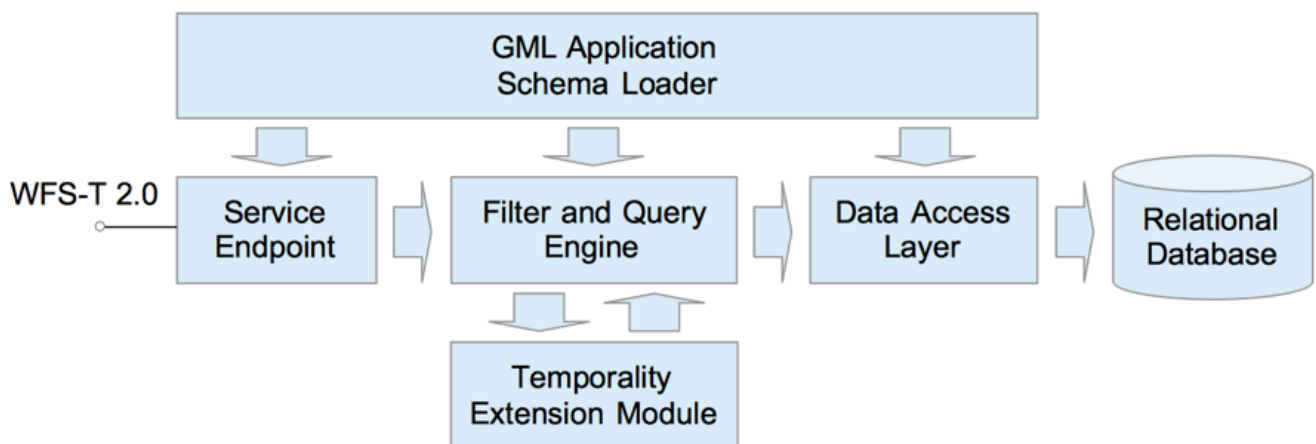 GML Application
Schema Loader
WFS-T 2.0
Service
Endpoint
Filter and Query
Engine
Data Access
Layer
Relational
Database
Temporality
Extension Module